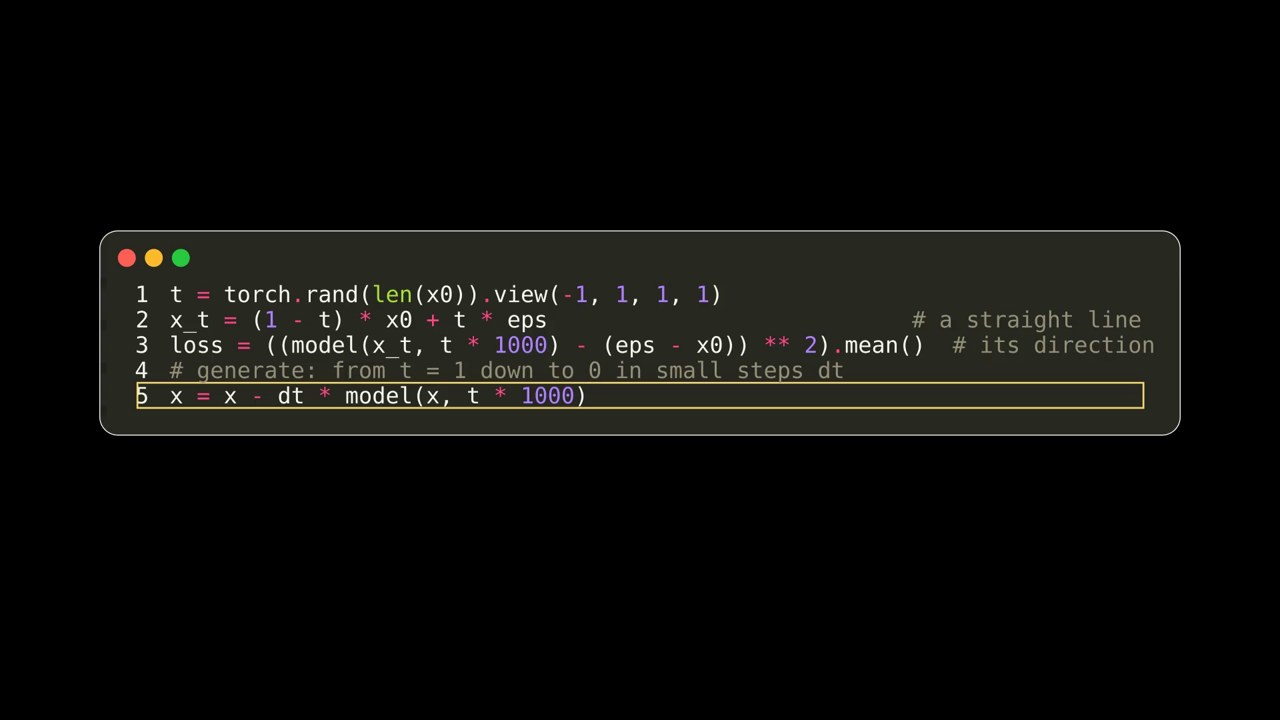 1 t = torch.rand(len(x0)).view(-1, 1, 1, 1)
2 x_t = (1 - t) * x0 + t * eps # a straight line
3 loss = ((model(x_t, t * 1000) - (eps - x0)) ** 2).mean() # its direction
4 # generate: from t = 1 down to 0 in small steps dt
5 x = x - dt * model(x, t * 1000)